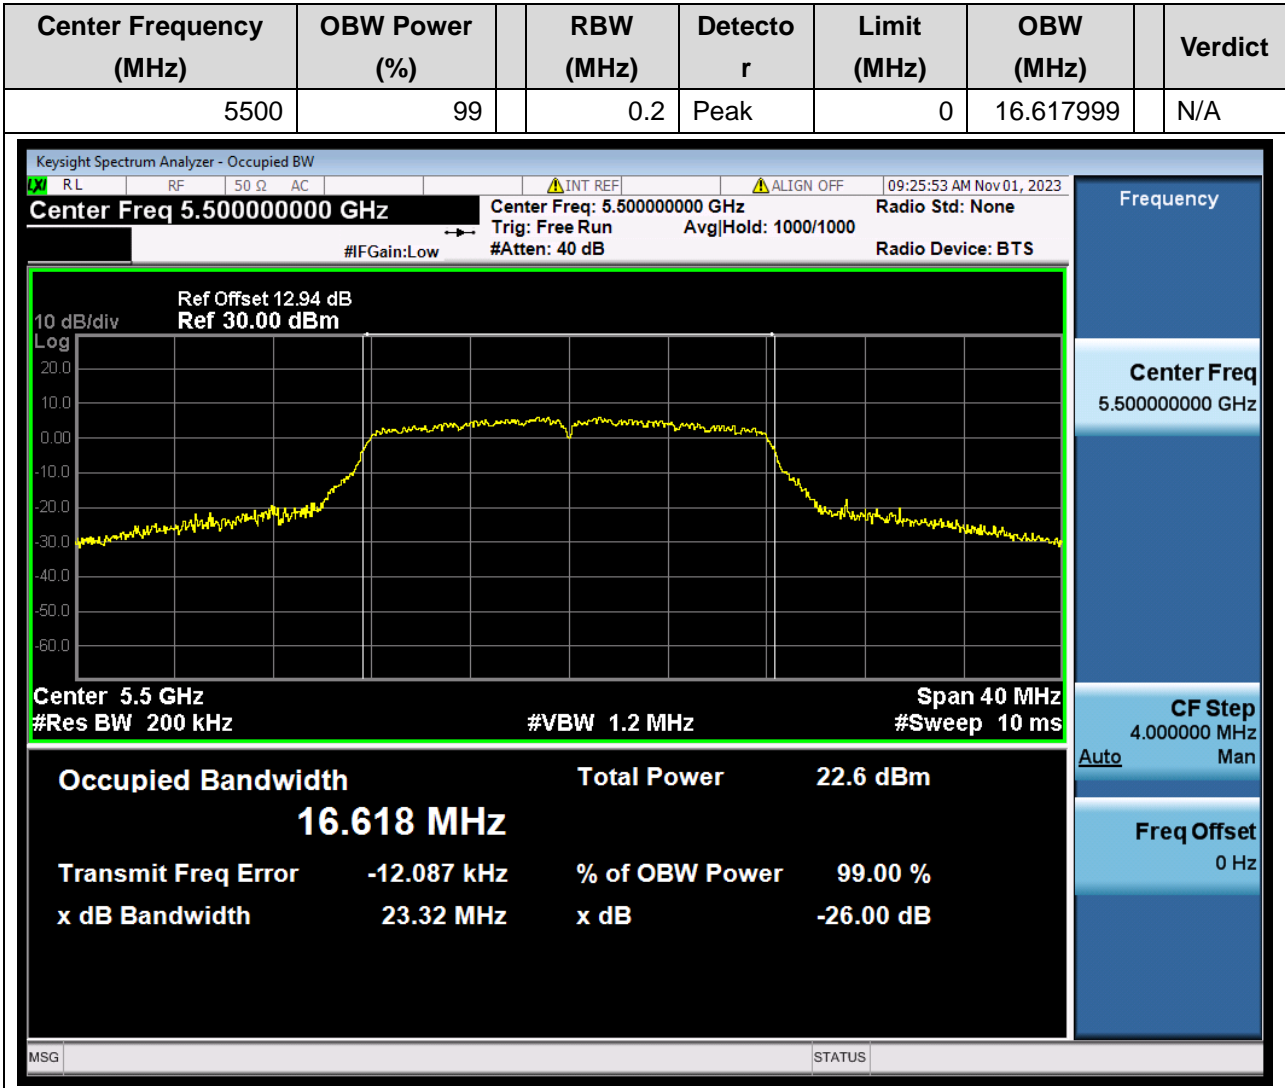 Center Frequency (MHz) OBW Power (%) RBW (MHz) Detecto r Limit (MHz) OBW (MHz) Verdict
5500 99 0.2 Peak 0 16.617999 N/A
Keysight Spectrum Analyzer - Occupied BW
LXI RL RF 50 Ω AC INT REF ALIGN OFF 09:25:53 AM Nov 01, 2023
Center Freq 5.500000000 GHz Center Freq: 5.500000000 GHz Radio Std: None
Trig: Free Run Avg|Hold: 1000/1000
#IFGain:Low #Atten: 40 dB Radio Device: BTS
Frequency
Ref Offset 12.94 dB
10 dB/div Ref 30.00 dBm
Log
20.0
10.0
0.00
-10.0
-20.0
-30.0
-40.0
-50.0
-60.0
Center 5.5 GHz Span 40 MHz
#Res BW 200 kHz #VBW 1.2 MHz #Sweep 10 ms
Center Freq
5.500000000 GHz
CF Step
4.000000 MHz
Auto Man
Freq Offset
0 Hz
Occupied Bandwidth Total Power 22.6 dBm
16.618 MHz
Transmit Freq Error -12.087 kHz % of OBW Power 99.00 %
x dB Bandwidth 23.32 MHz x dB -26.00 dB
MSG STATUS